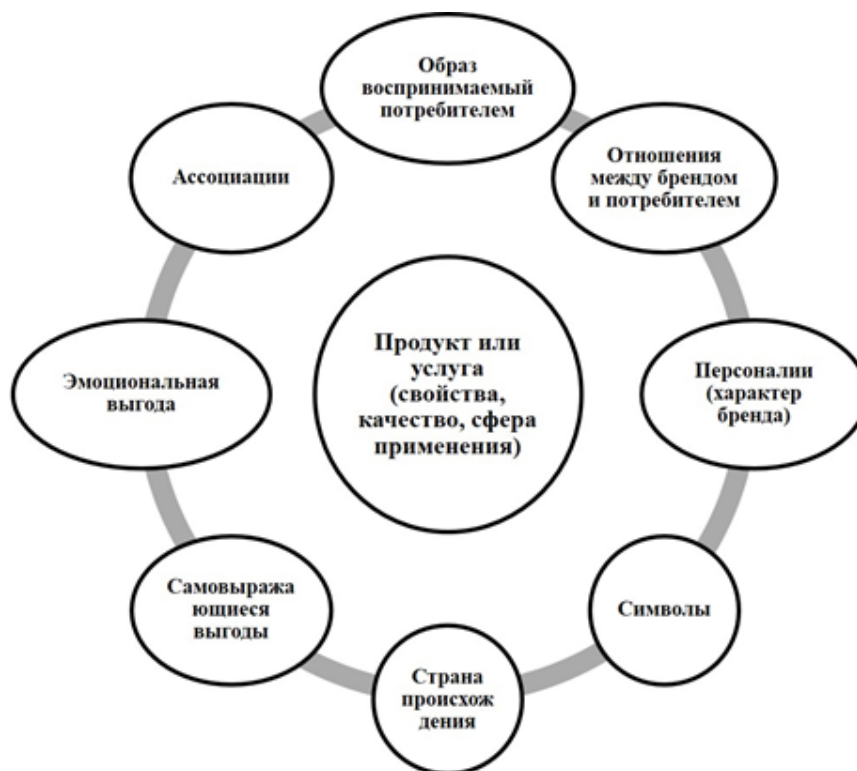 Образ
воспринимаемый
потребителем
Отношения
между брендом
и потребителем
Ассоциации
Продукт или
услуга
(свойства,
качество, сфера
применения)
Персоналии
(характер
бренда)
Эмоциональная
выгода
Символы
Самовыража
ющиеся
выгоды
Страна
происхож
дения